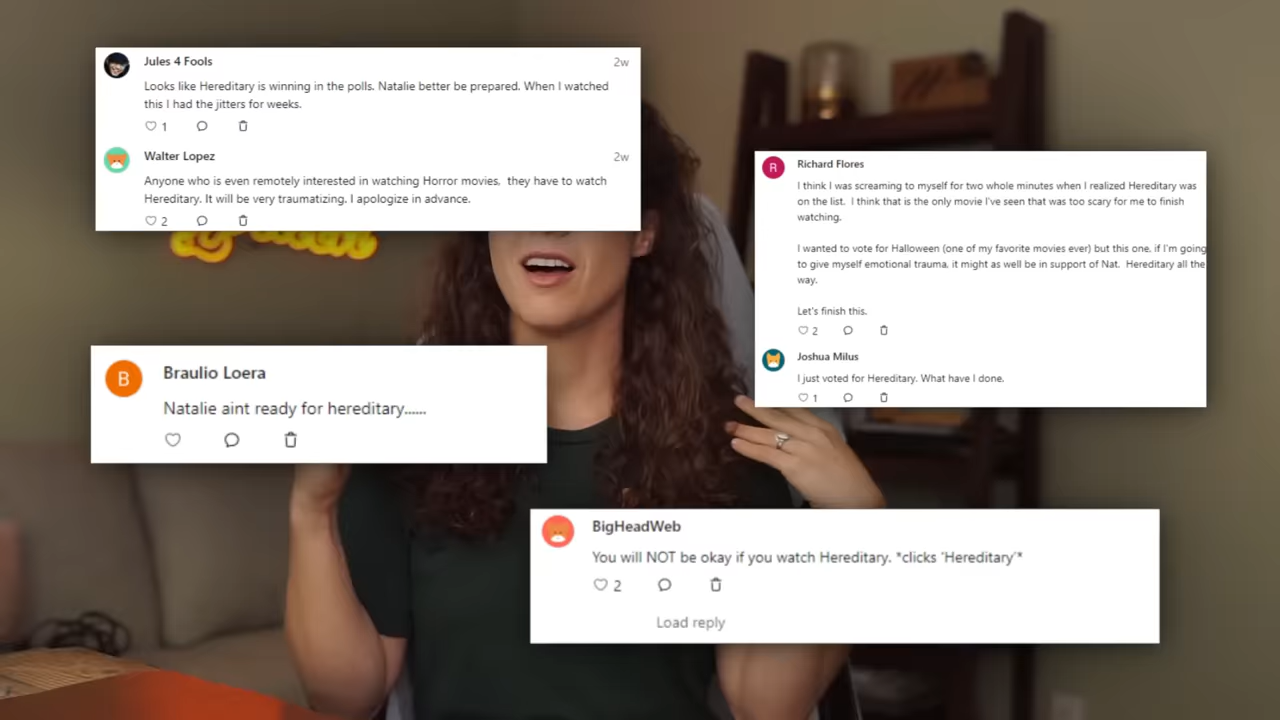 Jules 4 Fools
2w
Looks like Hereditary is winning in the polls. Natalie better be prepared. When I watched
this I had the jitters for weeks.
1
Walter Lopez
2w
Anyone who is even remotely interested in watching Horror movies, they have to watch
Hereditary. It will be very traumatizing. I apologize in advance.
2
R
Richard Flores
I think I was screaming to myself for two whole minutes when I realized Hereditary was
on the list. I think that is the only movie I've seen that was too scary for me to finish
watching.
I wanted to vote for Halloween (one of my favorite movies ever) but this one, if I'm going
to give myself emotional trauma, it might as well be in support of Nat. Hereditary all the
way.
Let's finish this.
2
Joshua Milus
I just voted for Hereditary. What have I done.
1
B
Braulio Loera
Natalie aint ready for hereditary......
BigHeadWeb
You will NOT be okay if you watch Hereditary. *clicks 'Hereditary'*
2
Load reply